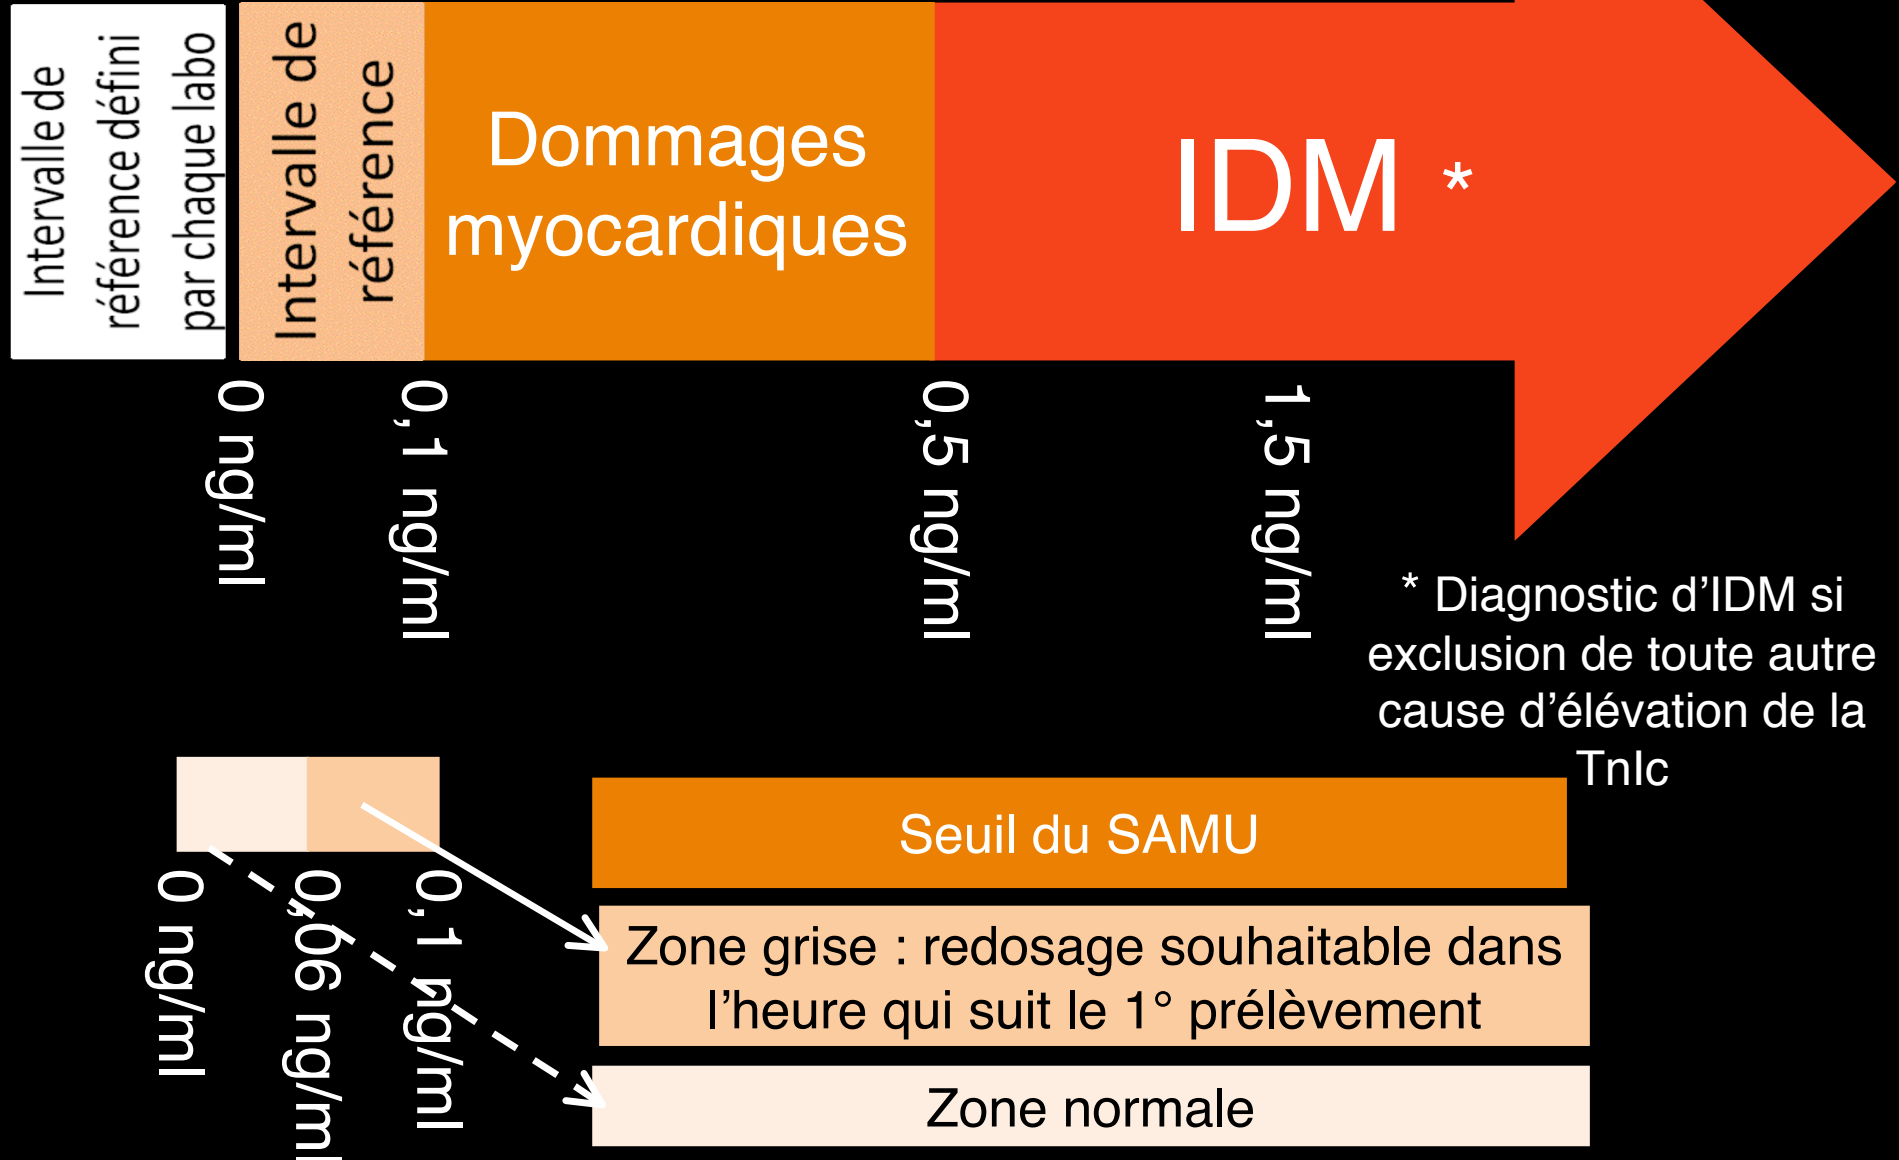 Intervalle de
référence défini
par chaque labo
Intervalle de
référence
Dommages
myocardiques
IDM *
0 ng/ml
0,1 ng/ml
0,5 ng/ml
1,5 ng/ml
* Diagnostic d’IDM si
exclusion de toute autre
cause d’élévation de la
TnIc
0 ng/ml
0,06 ng/ml
0,1 ng/ml
Seuil du SAMU
Zone grise : redosage souhaitable dans
l’heure qui suit le 1° prélèvement
Zone normale